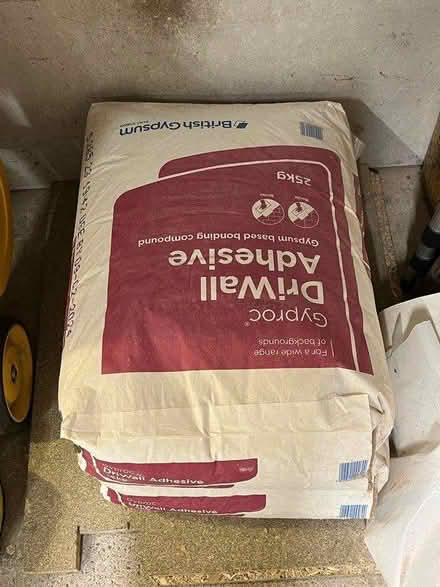 British Gypsum
25kg
Gypsum based bonding compound
DriWall
Adhesive
Gyproc®
For a wide range
of backgrounds
DriWall Adhesive
DriWall Adhesive